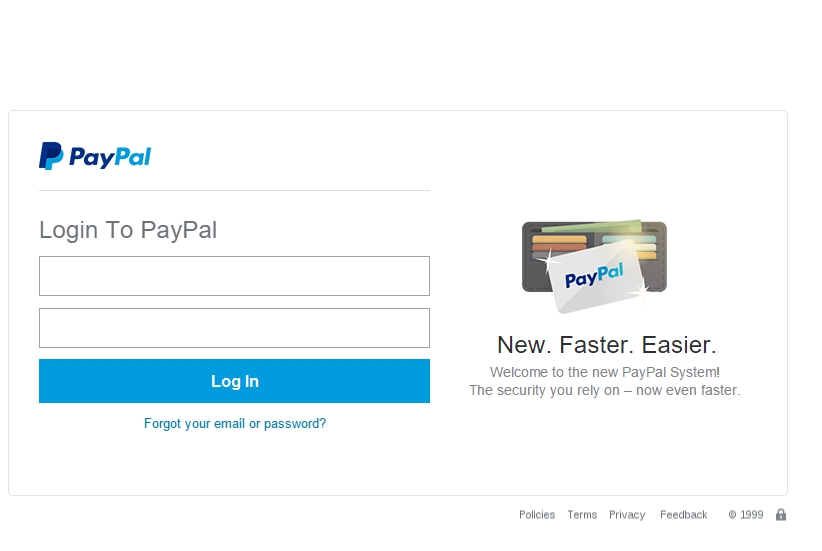 PayPal
Login To PayPal
Log In
Forgot your email or password?
PayPal
New. Faster. Easier.
Welcome to the new PayPal System!
The security you rely on – now even faster.
Policies Terms Privacy Feedback © 1999